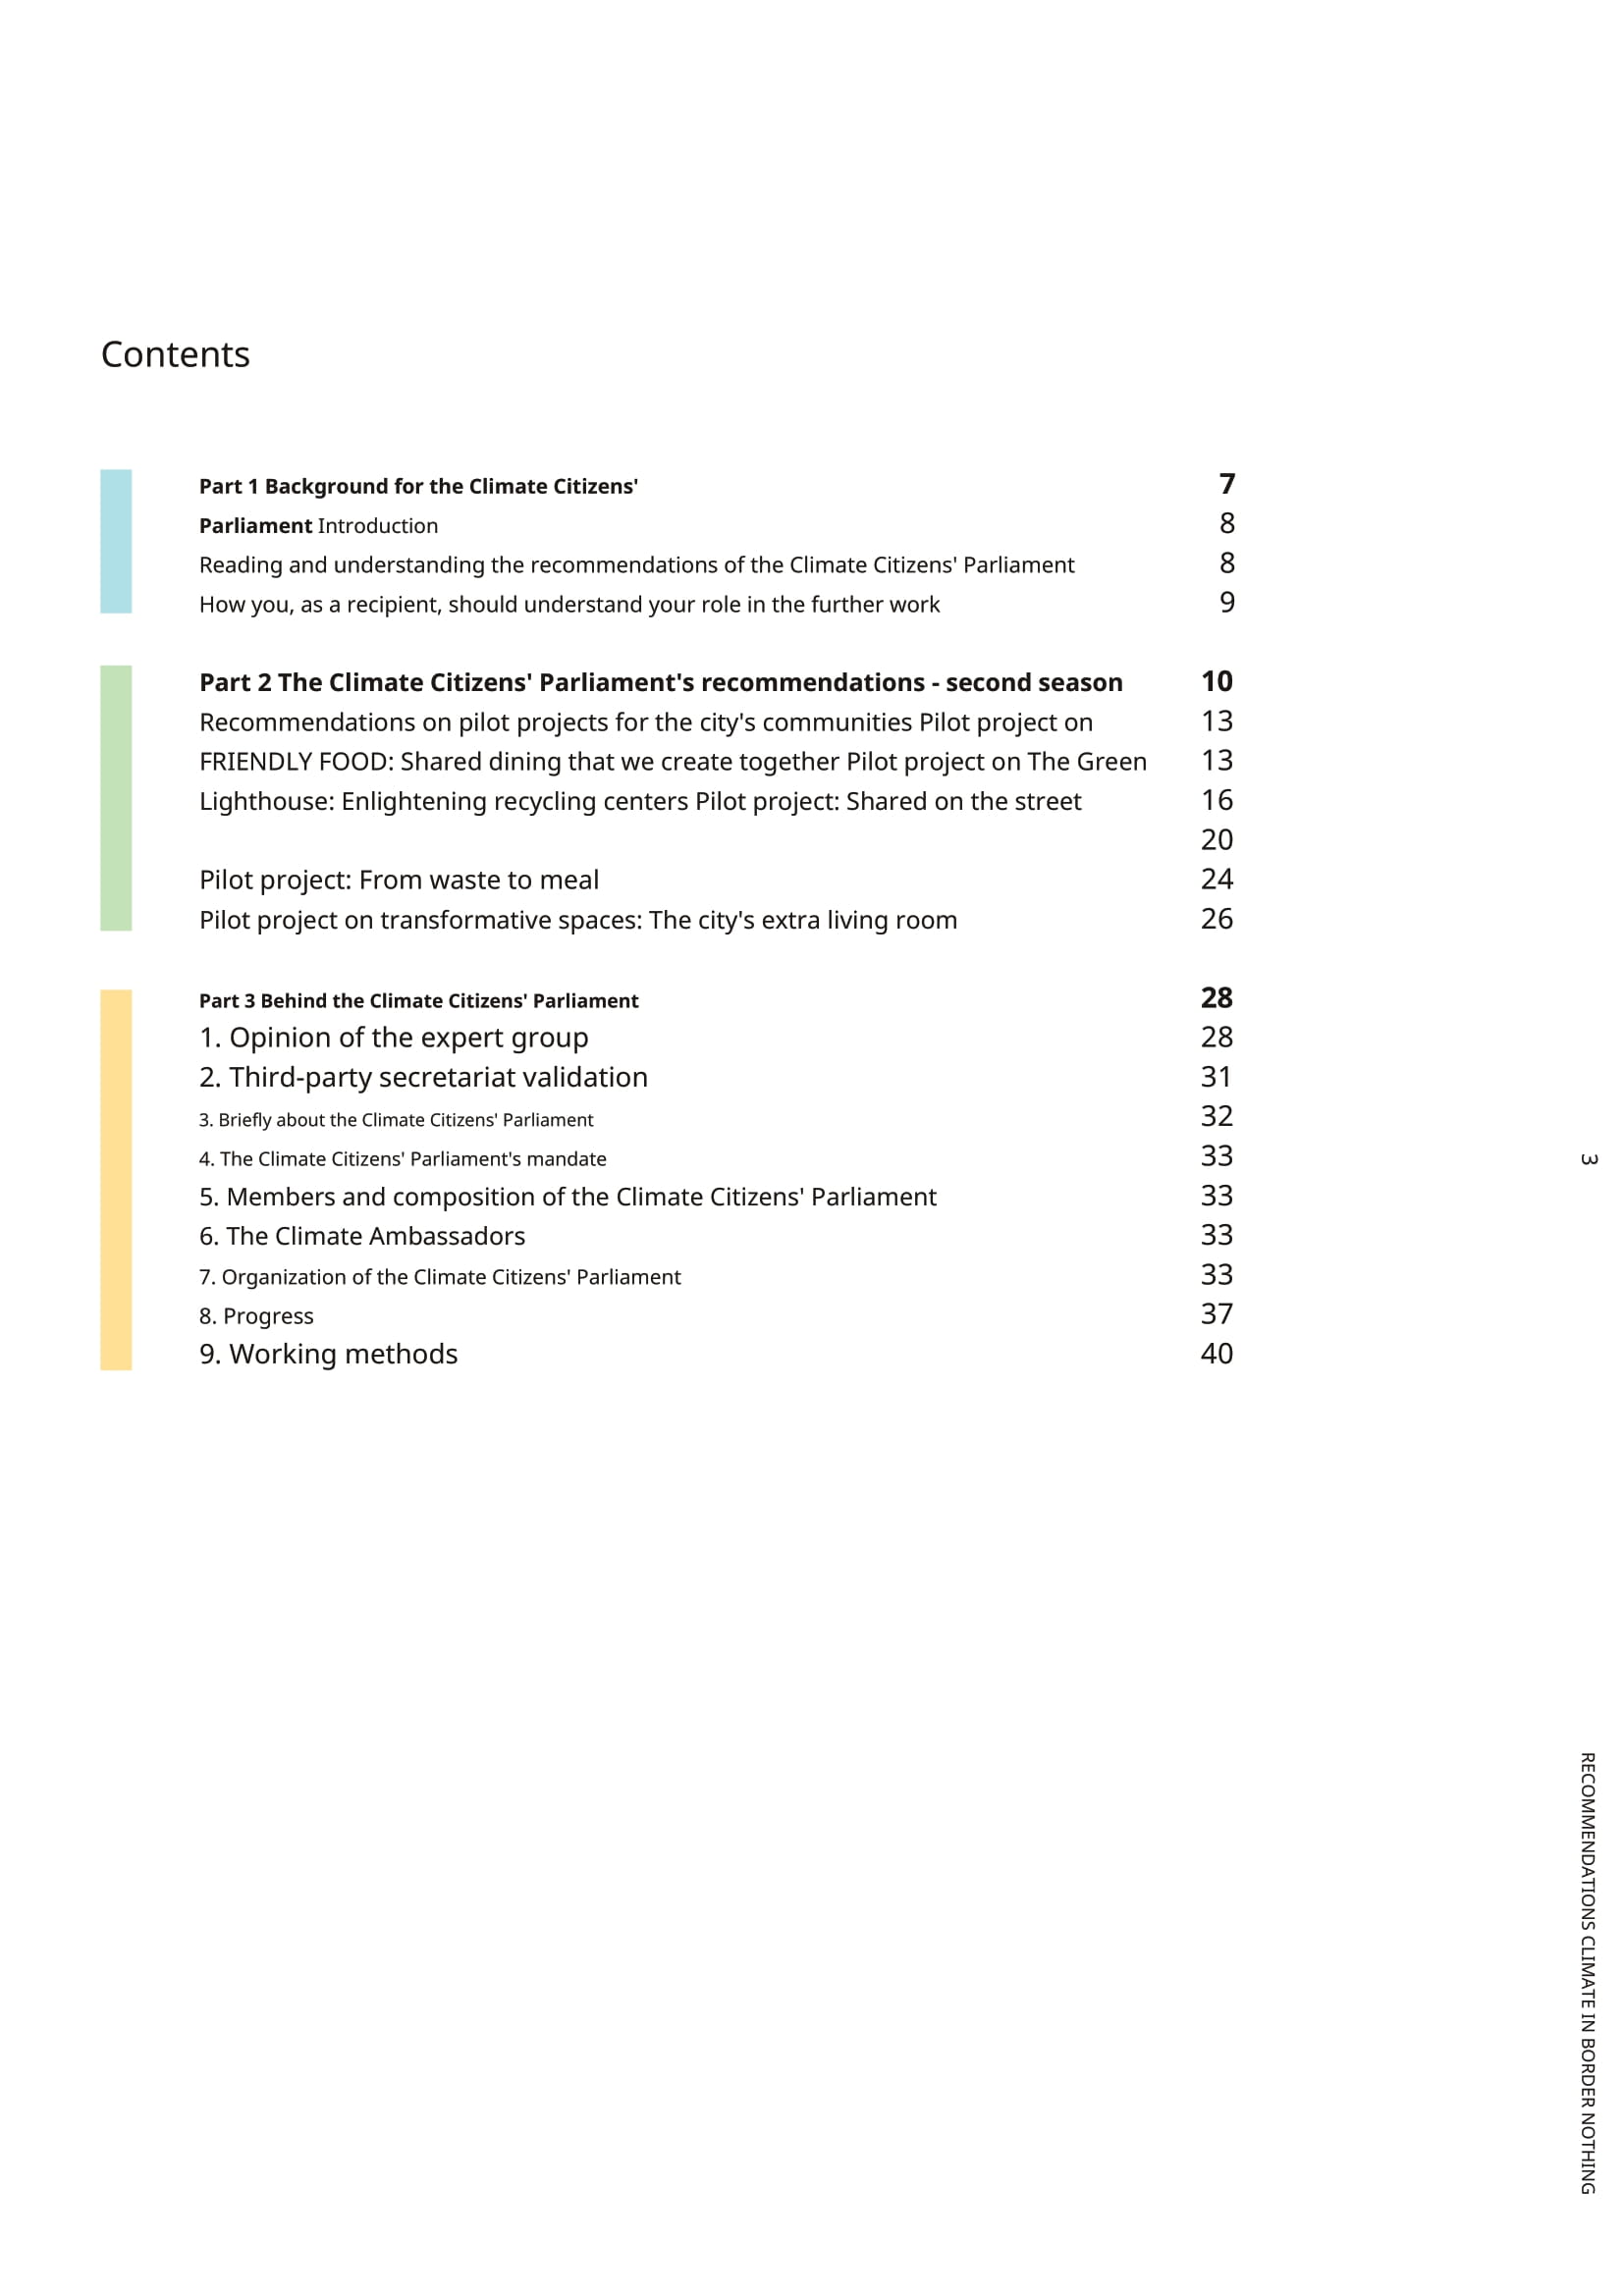 Contents
Part 1 Background for the Climate Citizens' 7
Parliament Introduction 8
Reading and understanding the recommendations of the Climate Citizens' Parliament 8
How you, as a recipient, should understand your role in the further work 9
Part 2 The Climate Citizens' Parliament's recommendations - second season 10
Recommendations on pilot projects for the city's communities Pilot project on 13
FRIENDLY FOOD: Shared dining that we create together Pilot project on The Green 13
Lighthouse: Enlightening recycling centers Pilot project: Shared on the street 16
20
Pilot project: From waste to meal 24
Pilot project on transformative spaces: The city's extra living room 26
Part 3 Behind the Climate Citizens' Parliament 28
1. Opinion of the expert group 28
2. Third-party secretariat validation 31
3. Briefly about the Climate Citizens' Parliament 32
4. The Climate Citizens' Parliament's mandate 33
5. Members and composition of the Climate Citizens' Parliament 33
6. The Climate Ambassadors 33
7. Organization of the Climate Citizens' Parliament 33
8. Progress 37
9. Working methods 40
3
RECOMMENDATIONS CLIMATE IN BORDER NOTHING